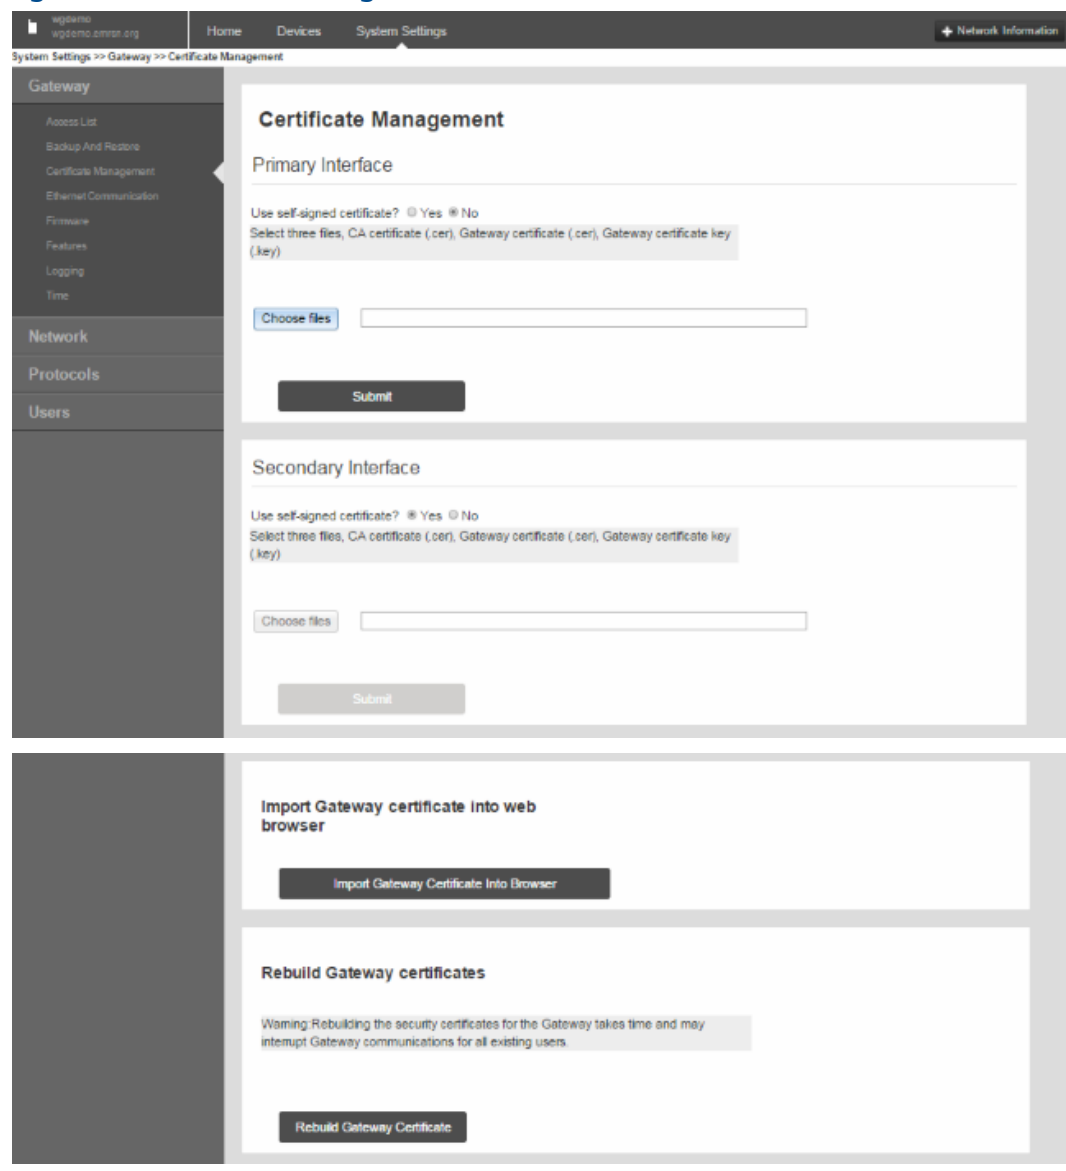 wgdemo
wgdemo.emrsn.org
Home Devices System Settings
Network Information
System Settings >> Gateway >> Certificate Management
Gateway
Access List
Backup And Restore
Certificate Management
Ethernet Communication
Firmware
Features
Logging
Time
Network
Protocols
Users
Certificate Management
Primary Interface
Use self-signed certificate? Yes No
Select three files, CA certificate (.cer), Gateway certificate (.cer), Gateway certificate key
(.key)
Choose files
Submit
Secondary Interface
Use self-signed certificate? Yes No
Select three files, CA certificate (.cer), Gateway certificate (.cer), Gateway certificate key
(.key)
Choose files
Submit
Import Gateway certificate into web
browser
Import Gateway Certificate Into Browser
Rebuild Gateway certificates
Warning:Rebuilding the security certificates for the Gateway takes time and may
interrupt Gateway communications for all existing users.
Rebuild Gateway Certificate